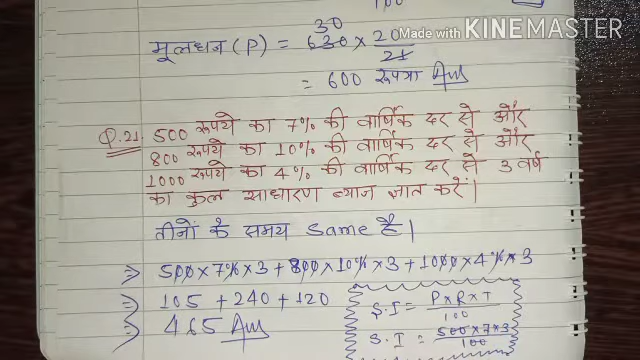 100
30
मूलधन (P) = 630 × 20/21
Made with KINEMASTER
= 600 रूपया Ans
Q.21. 500 रूपये का 7% की वार्षिक दर से और
800 रूपये का 10% की वार्षिक दर से और
1000 रूपये का 4% की वार्षिक दर से 3 वर्ष
का कुल साधारण ब्याज ज्ञात करें।
तीनों के समय same है।
⇒ 500×7%×3 + 800×10%×3 + 1000×4%×3
⇒ 105 + 240 + 120
⇒ 465 Ans
S.I = P×R×T/100
S.I = 500×7×3/100